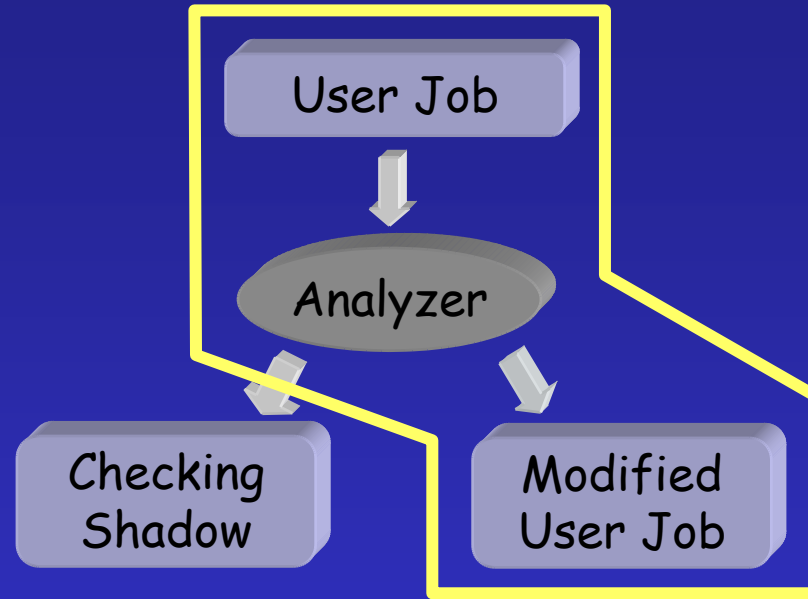 User Job
Analyzer
Checking
Shadow
Modified
User Job